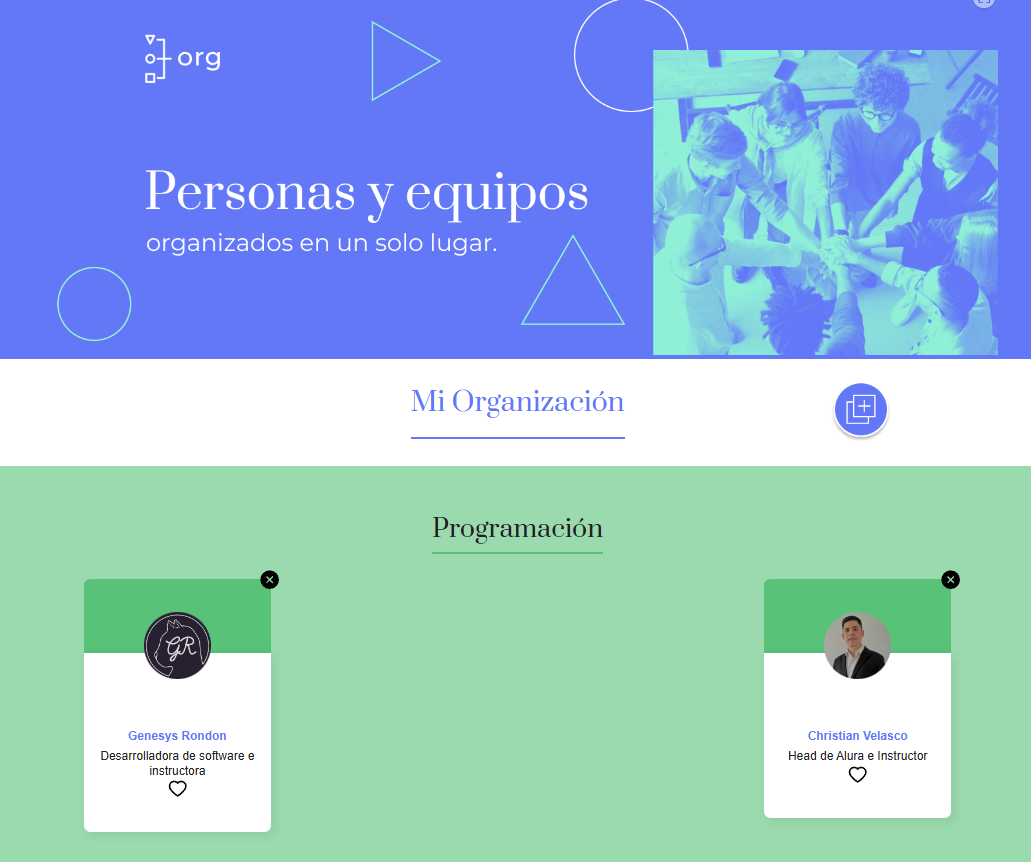 org
Personas y equipos
organizados en un solo lugar.
Mi Organización
Programación
GR
Genesys Rondon
Desarrolladora de software e
instructora
Christian Velasco
Head de Alura e Instructor